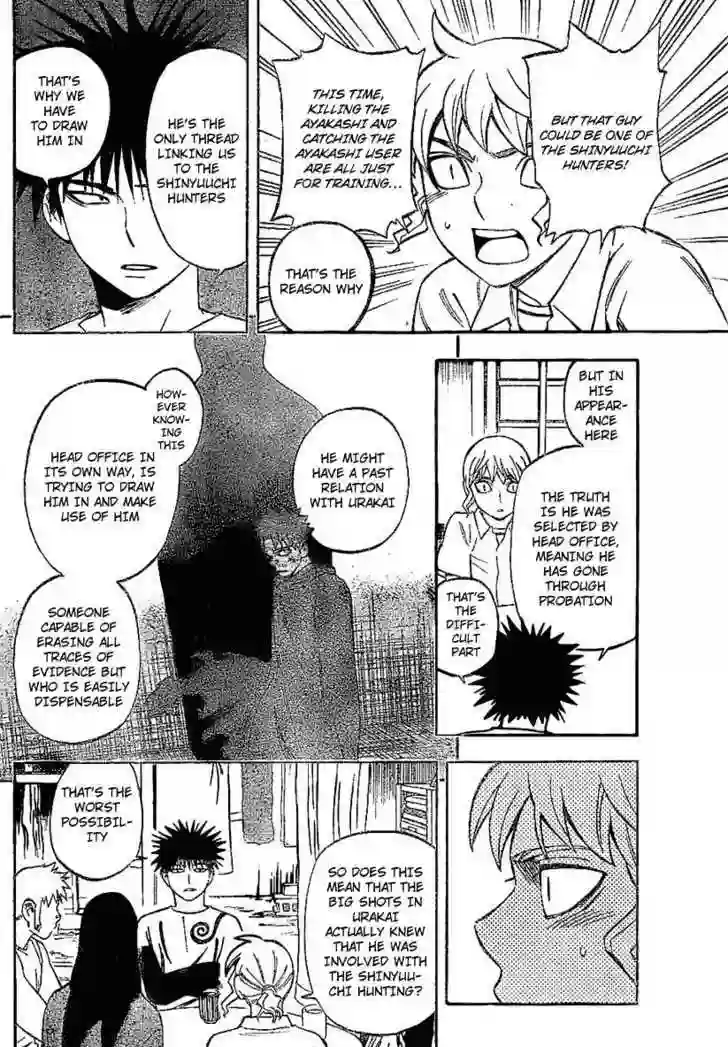 BUT THAT GUY
COULD BE ONE OF
THE SHINYUUCHI
HUNTERS!
THIS TIME,
KILLING THE
AYAKASHI AND
CATCHING THE
AYAKASHI USER
ARE ALL JUST
FOR TRAINING...
THAT'S THE
REASON WHY
HE'S THE
ONLY THREAD
LINKING US
TO THE
SHINYUUCHI
HUNTERS
THAT'S
WHY WE
HAVE
TO DRAW
HIM IN
BUT IN
HIS
APPEAR-
ANCE
HERE
THE TRUTH
IS HE WAS
SELECTED BY
HEAD OFFICE,
MEANING HE
HAS GONE
THROUGH
PROBATION
THAT'S
THE
DIFFI-
CULT
PART
HE MIGHT
HAVE A PAST
RELATION
WITH URAKAI
HOW-
EVER
KNOW-
ING
THIS
HEAD OFFICE
IN ITS OWN WAY, IS
TRYING TO DRAW
HIM IN AND MAKE
USE OF HIM
SOMEONE
CAPABLE OF
ERASING ALL
TRACES OF
EVIDENCE BUT
WHO IS EASILY
DISPENSABLE
SO DOES THIS
MEAN THAT THE
BIG SHOTS IN
URAKAI
ACTUALLY KNEW
THAT HE WAS
INVOLVED WITH
THE SHINYUU-
CHI HUNTING?
THAT'S THE
WORST
POSSIBIL-
ITY